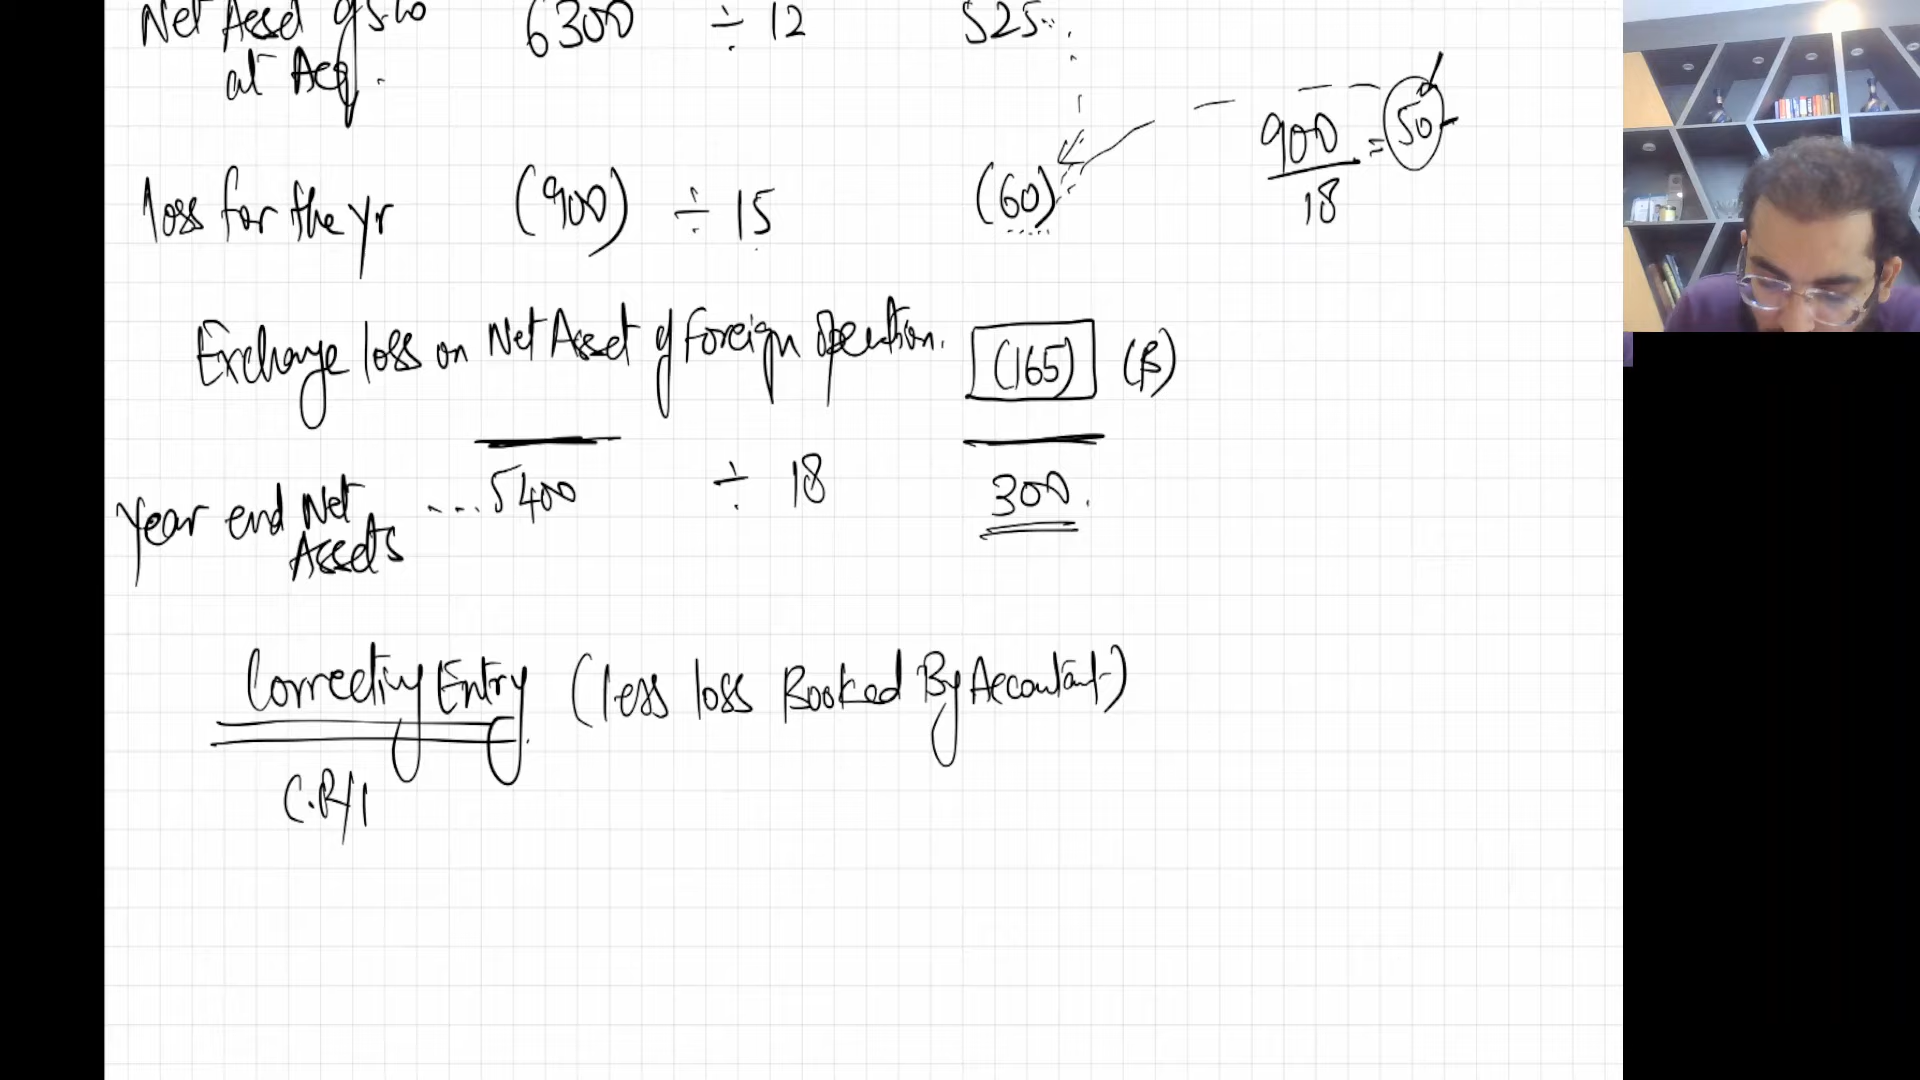 Net Asset of S.Co 6300 ÷ 12 525
at Acq.
900/18 = 50
loss for the yr (900) ÷ 15 (60)
Exchange loss on Net Asset of Foreign Operation. (165) (B)
Year end Net Assets ... 5400 ÷ 18 300.
Correcting Entry (less loss Booked By Accountant)
C.R/1